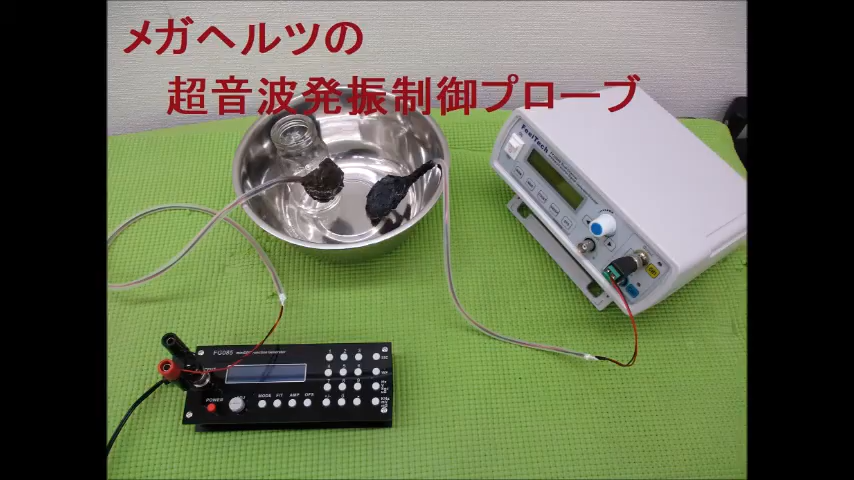 メガヘルツの
超音波発振制御プローブ
FeelTech
FG085
POWER
MODE F/T AMP OFS
ESC